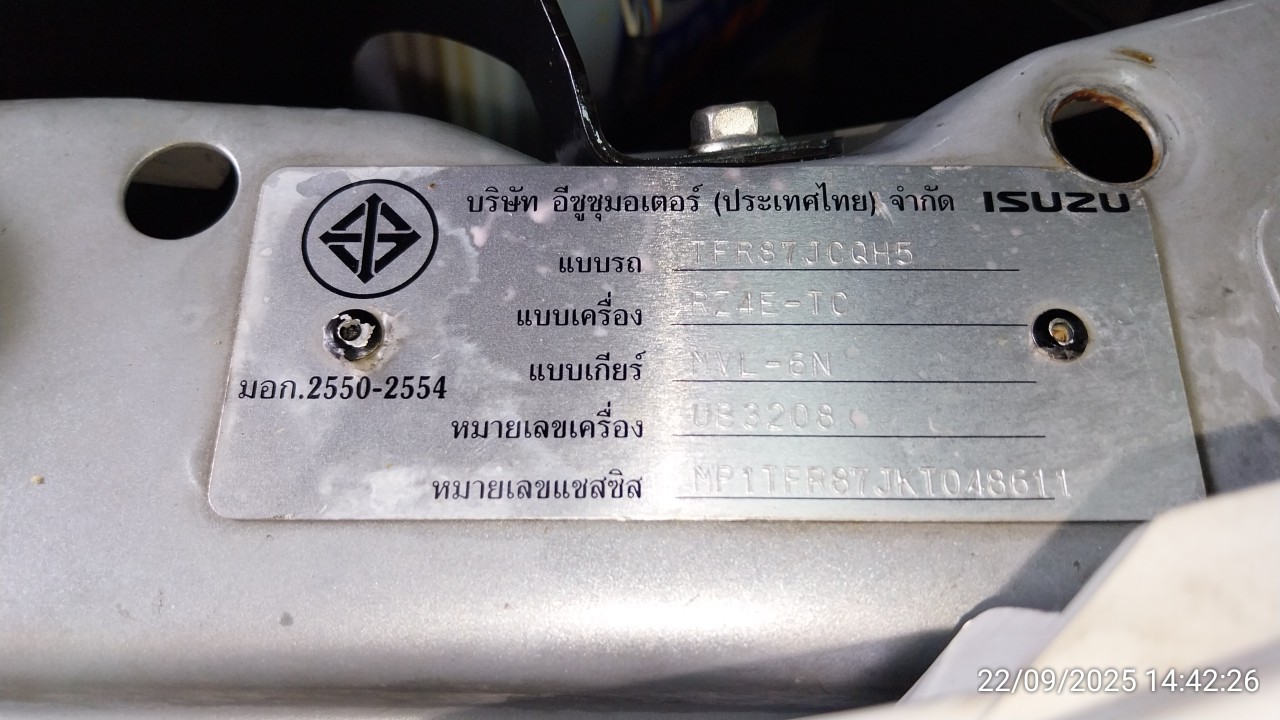 บริษัท อีซูซุมอเตอร์ (ประเทศไทย) จำกัด ISUZU
แบบรถ TFR87JCQH5
แบบเครื่อง RZ4E-TC
แบบเกียร์ MVL-6N
มอก.2550-2554
หมายเลขเครื่อง UB3208
หมายเลขแชสซิส MP1TFR87JKT048611
22/09/2025 14:42:26